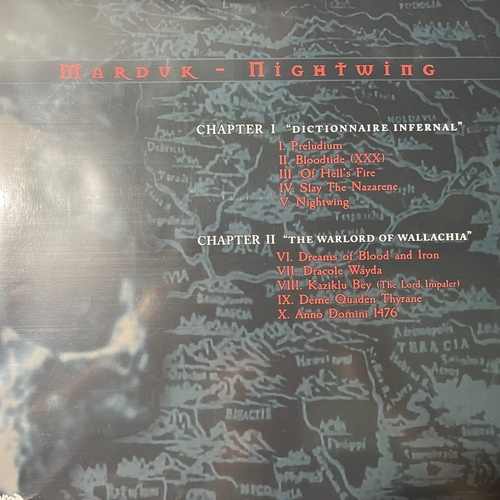 Marduk - Nightwing
CHAPTER I "DICTIONNAIRE INFERNAL"
I. Preludium
II. Bloodtide (XXX)
III. Of Hell's Fire
IV. Slay The Nazarene
V. Nightwing
CHAPTER II "THE WARLORD OF WALLACHIA"
VI. Dreams of Blood and Iron
VII. Dracole Wayda
VIII. Kaziklu Bey (The Lord Impaler)
IX. Deme Quaden Thyrane
X. Anno Domini 1476
MOLDAVIA
THRACIA